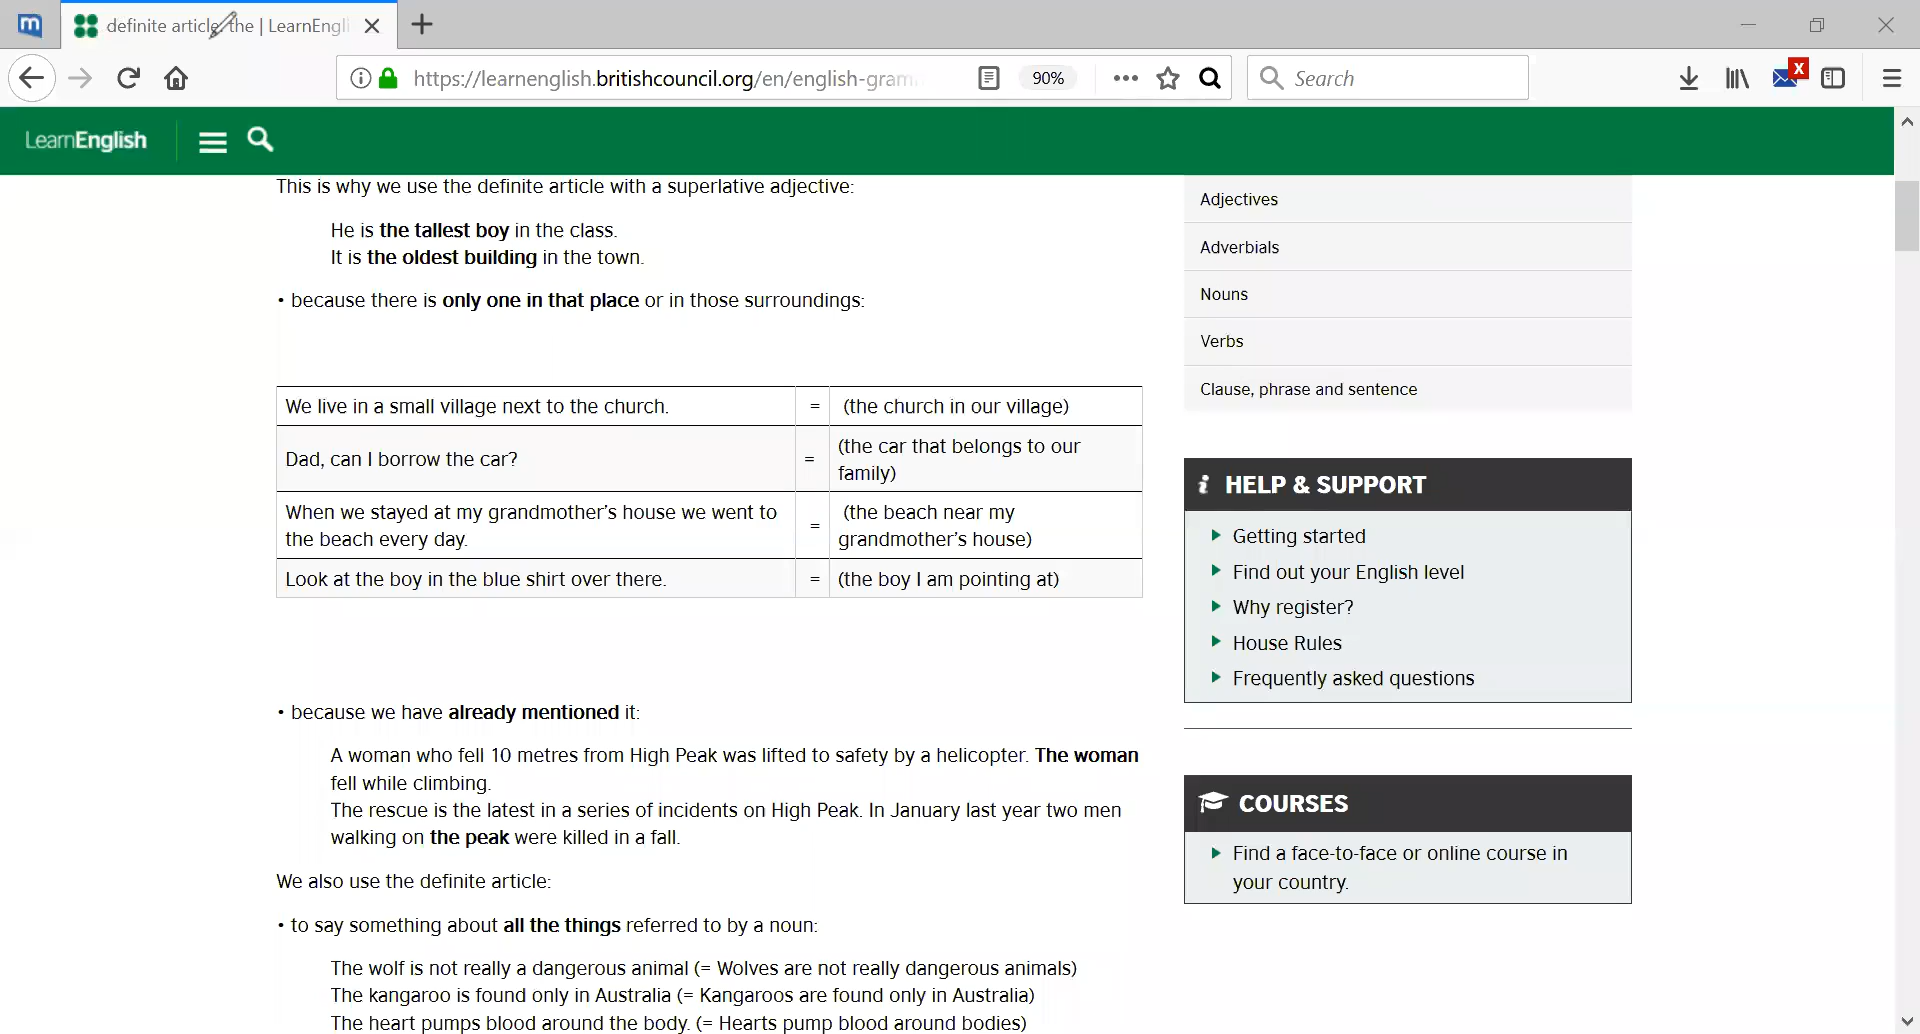 m
definite article: the | LearnEngli
https://learnenglish.britishcouncil.org/en/english-gram
90%
Search
X
LearnEnglish
This is why we use the definite article with a superlative adjective:
He is the tallest boy in the class.
It is the oldest building in the town.
• because there is only one in that place or in those surroundings:
We live in a small village next to the church. = (the church in our village)
Dad, can I borrow the car? = (the car that belongs to our
family)
When we stayed at my grandmother's house we went to
the beach every day. = (the beach near my
grandmother's house)
Look at the boy in the blue shirt over there. = (the boy I am pointing at)
• because we have already mentioned it:
A woman who fell 10 metres from High Peak was lifted to safety by a helicopter. The woman
fell while climbing.
The rescue is the latest in a series of incidents on High Peak. In January last year two men
walking on the peak were killed in a fall.
We also use the definite article:
• to say something about all the things referred to by a noun:
The wolf is not really a dangerous animal (= Wolves are not really dangerous animals)
The kangaroo is found only in Australia (= Kangaroos are found only in Australia)
The heart pumps blood around the body. (= Hearts pump blood around bodies)
Adjectives
Adverbials
Nouns
Verbs
Clause, phrase and sentence
i HELP & SUPPORT
Getting started
Find out your English level
Why register?
House Rules
Frequently asked questions
COURSES
Find a face-to-face or online course in
your country.